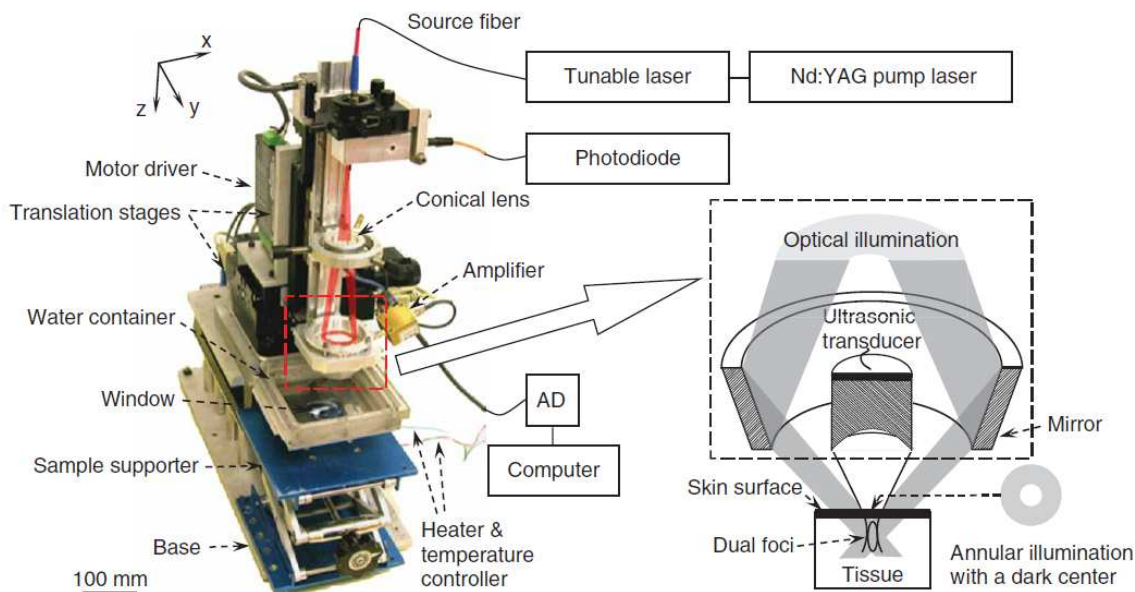 Source fiber
x
y
z
Tunable laser
Nd:YAG pump laser
Photodiode
Motor driver
Translation stages
Conical lens
Amplifier
Water container
Window
AD
Computer
Sample supporter
Base
Heater &
temperature
controller
100 mm
Optical illumination
Ultrasonic
transducer
Mirror
Skin surface
Dual foci
Tissue
Annular illumination
with a dark center